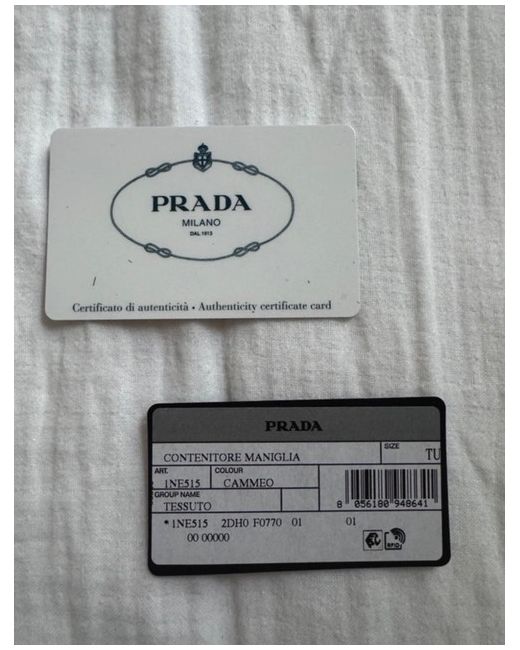 PRADA
MILANO
DAL 1913
Certificato di autenticità • Authenticity certificate card
PRADA
CONTENITORE MANIGLIA
SIZE
TU
ART.
1NE515
COLOUR
CAMMEO
GROUP NAME
TESSUTO
8 056180 948641
*1NE515 2DH0 F0770 01 01
00 00000
RFID